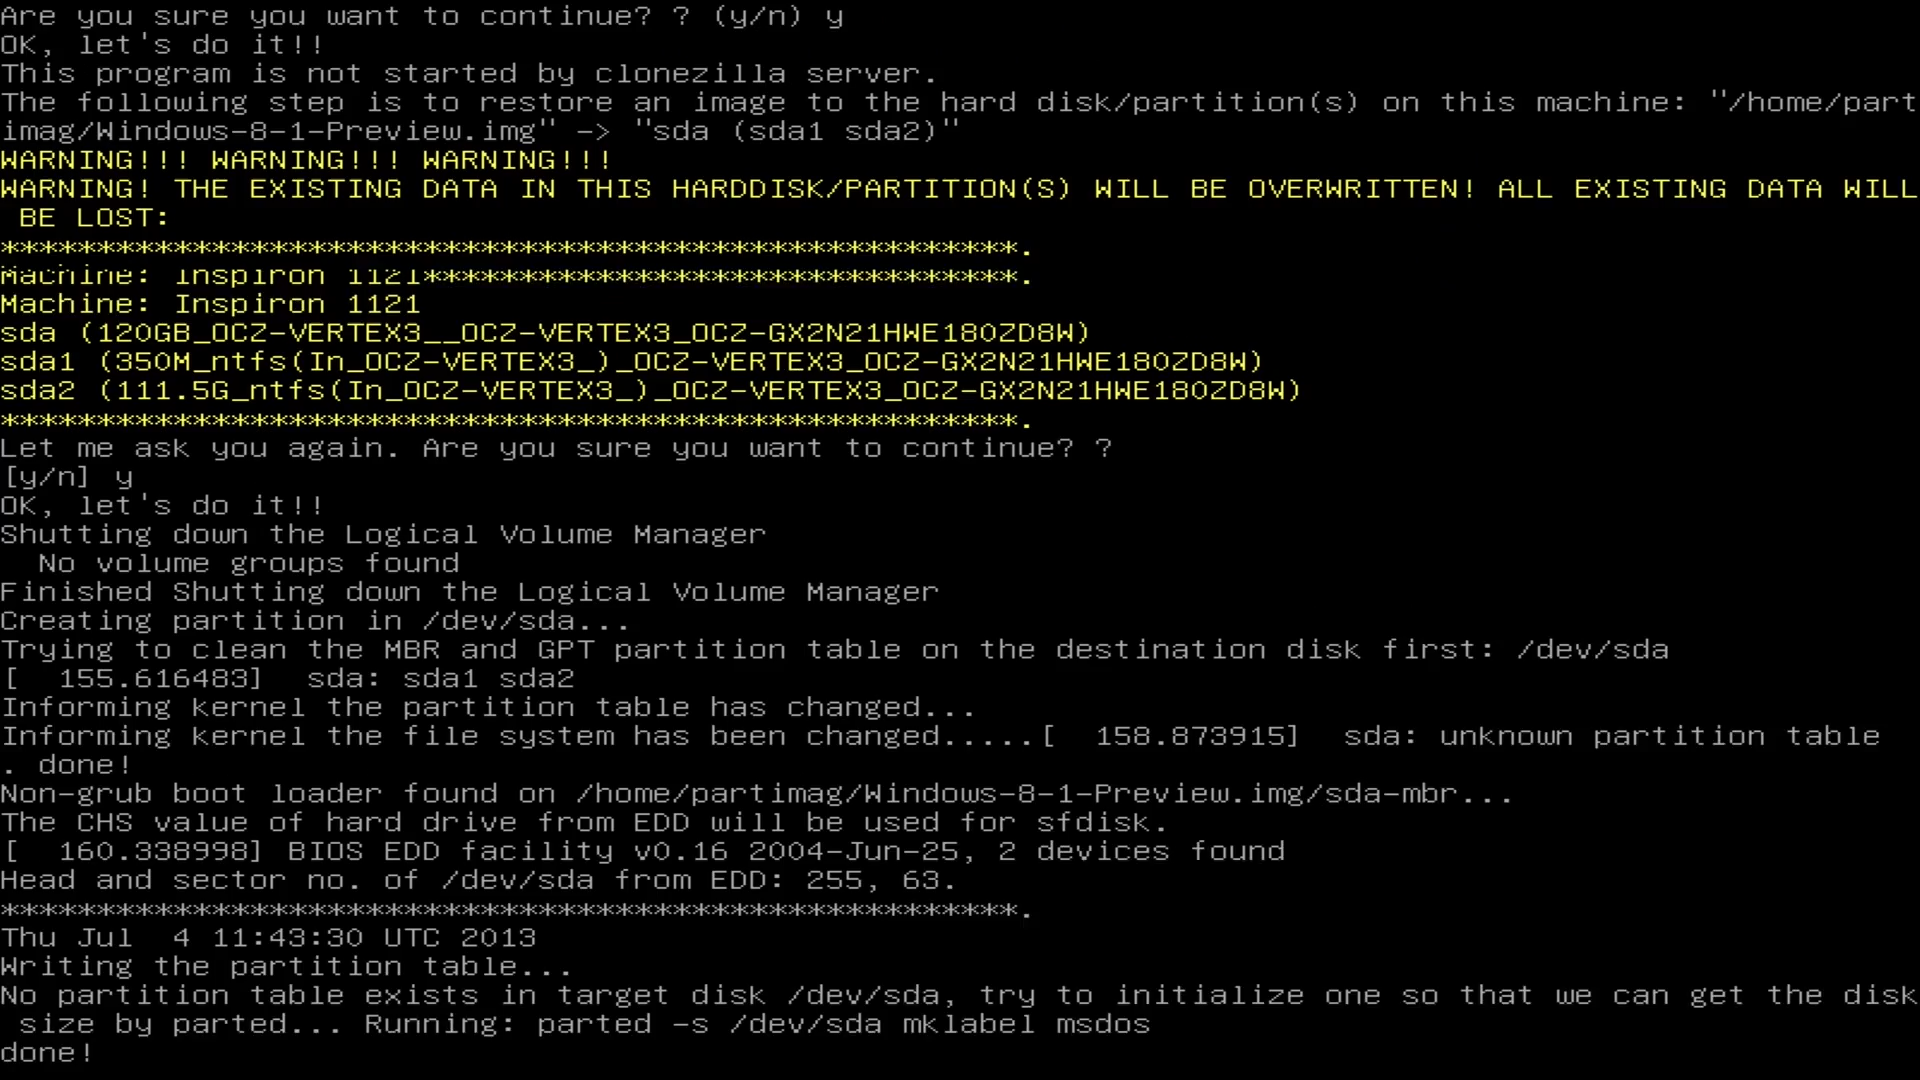 Are you sure you want to continue? ? (y/n) y
OK, let's do it!!
This program is not started by clonezilla server.
The following step is to restore an image to the hard disk/partition(s) on this machine: "/home/part
imag/Windows-8-1-Preview.img" -> "sda (sda1 sda2)"
WARNING!!! WARNING!!! WARNING!!!
WARNING! THE EXISTING DATA IN THIS HARDDISK/PARTITION(S) WILL BE OVERWRITTEN! ALL EXISTING DATA WILL
 BE LOST:
*****************************************************.
Machine: Inspiron 1121*******************************.
Machine: Inspiron 1121
sda (120GB_OCZ-VERTEX3__OCZ-VERTEX3_OCZ-GX2N21HWE180ZD8W)
sda1 (350M_ntfs(In_OCZ-VERTEX3_)_OCZ-VERTEX3_OCZ-GX2N21HWE180ZD8W)
sda2 (111.5G_ntfs(In_OCZ-VERTEX3_)_OCZ-VERTEX3_OCZ-GX2N21HWE180ZD8W)
*****************************************************.
Let me ask you again. Are you sure you want to continue? ?
[y/n] y
OK, let's do it!!
Shutting down the Logical Volume Manager
  No volume groups found
Finished Shutting down the Logical Volume Manager
Creating partition in /dev/sda...
Trying to clean the MBR and GPT partition table on the destination disk first: /dev/sda
[  155.616483]  sda: sda1 sda2
Informing kernel the partition table has changed...
Informing kernel the file system has been changed.....[  158.873915]  sda: unknown partition table
. done!
Non-grub boot loader found on /home/partimag/Windows-8-1-Preview.img/sda-mbr...
The CHS value of hard drive from EDD will be used for sfdisk.
[  160.338998] BIOS EDD facility v0.16 2004-Jun-25, 2 devices found
Head and sector no. of /dev/sda from EDD: 255, 63.
*****************************************************.
Thu Jul  4 11:43:30 UTC 2013
Writing the partition table...
No partition table exists in target disk /dev/sda, try to initialize one so that we can get the disk
 size by parted... Running: parted -s /dev/sda mklabel msdos
done!